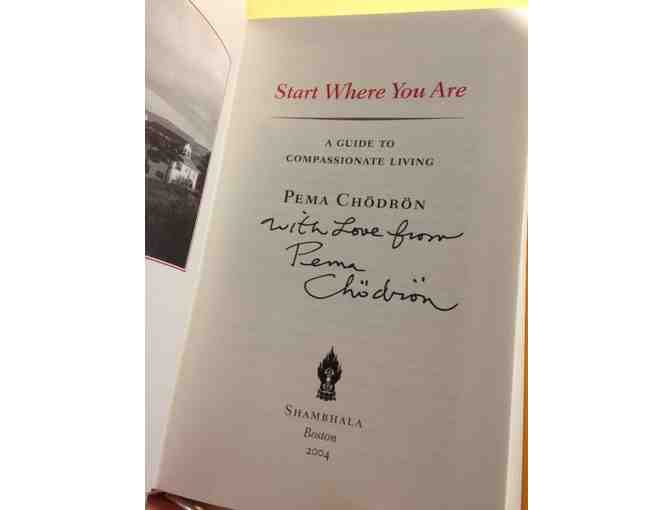 Start Where You Are
A GUIDE TO
COMPASSIONATE LIVING
PEMA CHÖDRÖN
with Love from
Pema
Chödrön
SHAMBHALA
Boston
2004